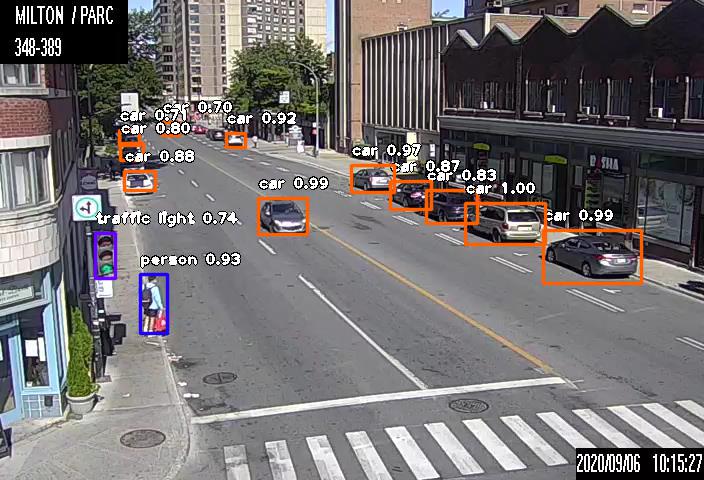 MILTON / PARC
348-389
car 0.70
car 0.71
car 0.80
car 0.92
car 0.88
car 0.97
car 0.87
car 0.83
car 0.99
car 1.00
car 0.99
traffic light 0.74
person 0.93
2020/09/06 10:15:27